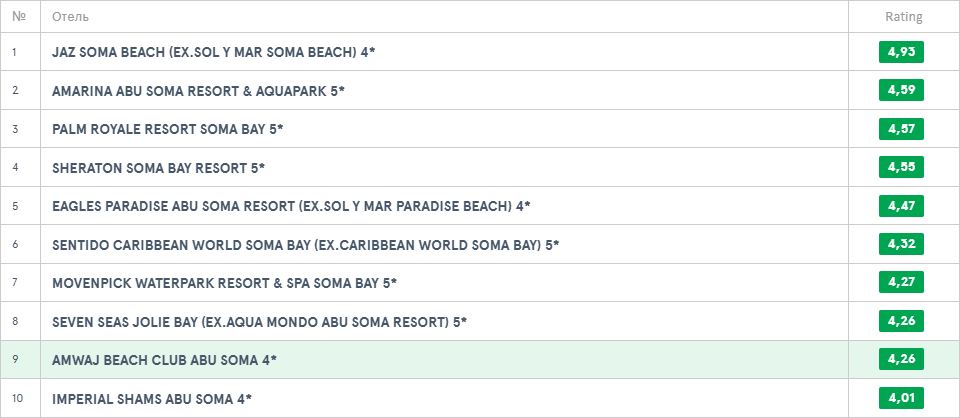 № Отель Rating
1 JAZ SOMA BEACH (EX.SOL Y MAR SOMA BEACH) 4* 4,93
2 AMARINA ABU SOMA RESORT & AQUAPARK 5* 4,59
3 PALM ROYALE RESORT SOMA BAY 5* 4,57
4 SHERATON SOMA BAY RESORT 5* 4,55
5 EAGLES PARADISE ABU SOMA RESORT (EX.SOL Y MAR PARADISE BEACH) 4* 4,47
6 SENTIDO CARIBBEAN WORLD SOMA BAY (EX.CARIBBEAN WORLD SOMA BAY) 5* 4,32
7 MOVENPICK WATERPARK RESORT & SPA SOMA BAY 5* 4,27
8 SEVEN SEAS JOLIE BAY (EX.AQUA MONDO ABU SOMA RESORT) 5* 4,26
9 AMWAJ BEACH CLUB ABU SOMA 4* 4,26
10 IMPERIAL SHAMS ABU SOMA 4* 4,01